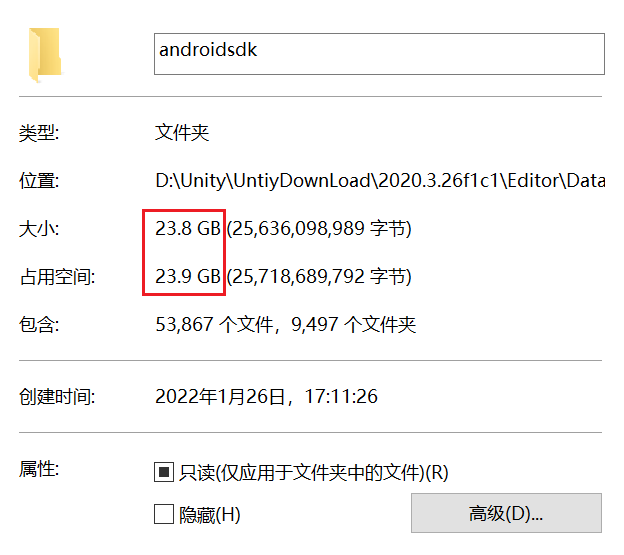 androidsdk
类型: 文件夹
位置: D:\Unity\UntiyDownLoad\2020.3.26f1c1\Editor\Data
大小: 23.8 GB (25,636,098,989 字节)
占用空间: 23.9 GB (25,718,689,792 字节)
包含: 53,867 个文件，9,497 个文件夹
创建时间: 2022年1月26日，17:11:26
属性: 只读(仅应用于文件夹中的文件)(R)
隐藏(H) 高级(D)...